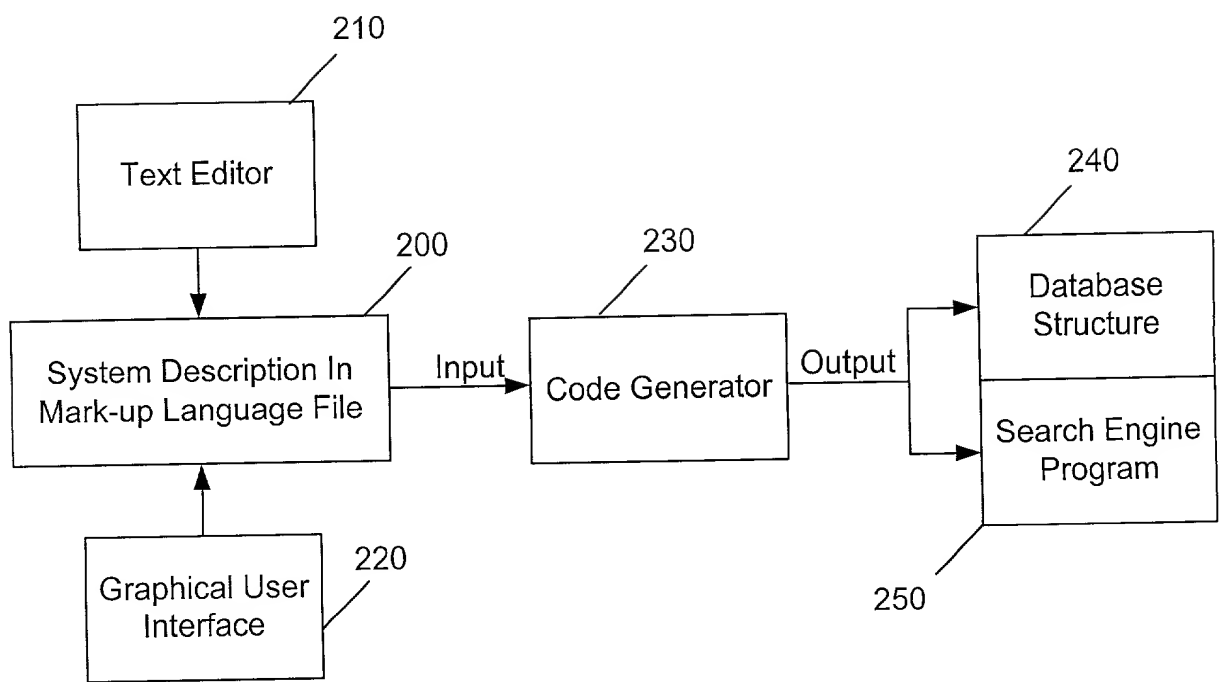 210
Text Editor
200
System Description In
Mark-up Language File
Input
230
Code Generator
Output
240
Database
Structure
Search Engine
Program
250
Graphical User
Interface
220